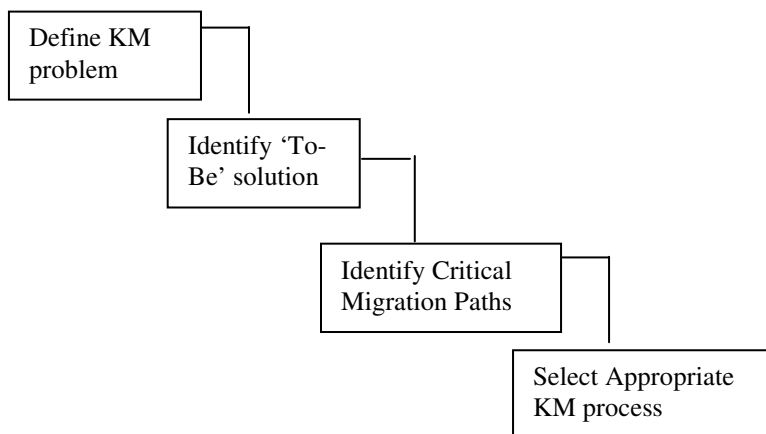 Define KM
problem
Identify ‘To-
Be’ solution
Identify Critical
Migration Paths
Select Appropriate
KM process